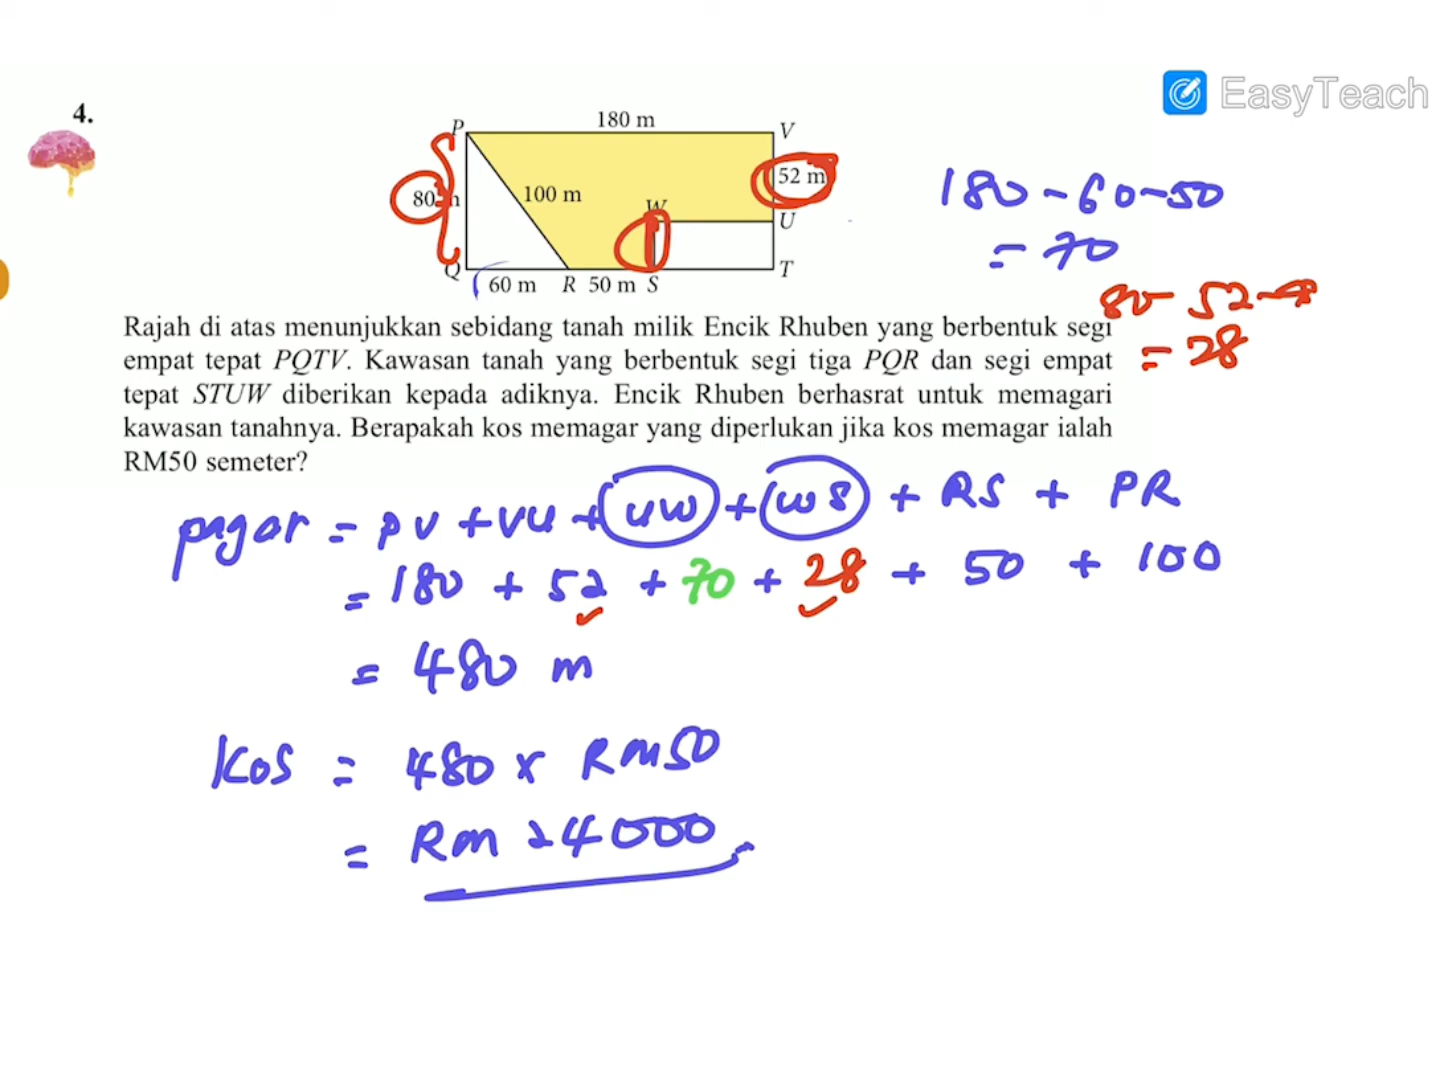 EasyTeach
4.
P 180 m V
80 m 100 m 52 m
W U
Q 60 m R 50 m S T
180 - 60 - 50
= 70
80 - 52
= 28
Rajah di atas menunjukkan sebidang tanah milik Encik Rhuben yang berbentuk segi
empat tepat PQTV. Kawasan tanah yang berbentuk segi tiga PQR dan segi empat
tepat STUW diberikan kepada adiknya. Encik Rhuben berhasrat untuk memagari
kawasan tanahnya. Berapakah kos memagar yang diperlukan jika kos memagar ialah
RM50 semeter?
pagar = PV + VU + UW + WS + RS + PR
= 180 + 52 + 70 + 28 + 50 + 100
= 480 m
Kos = 480 x RM50
= RM 24000